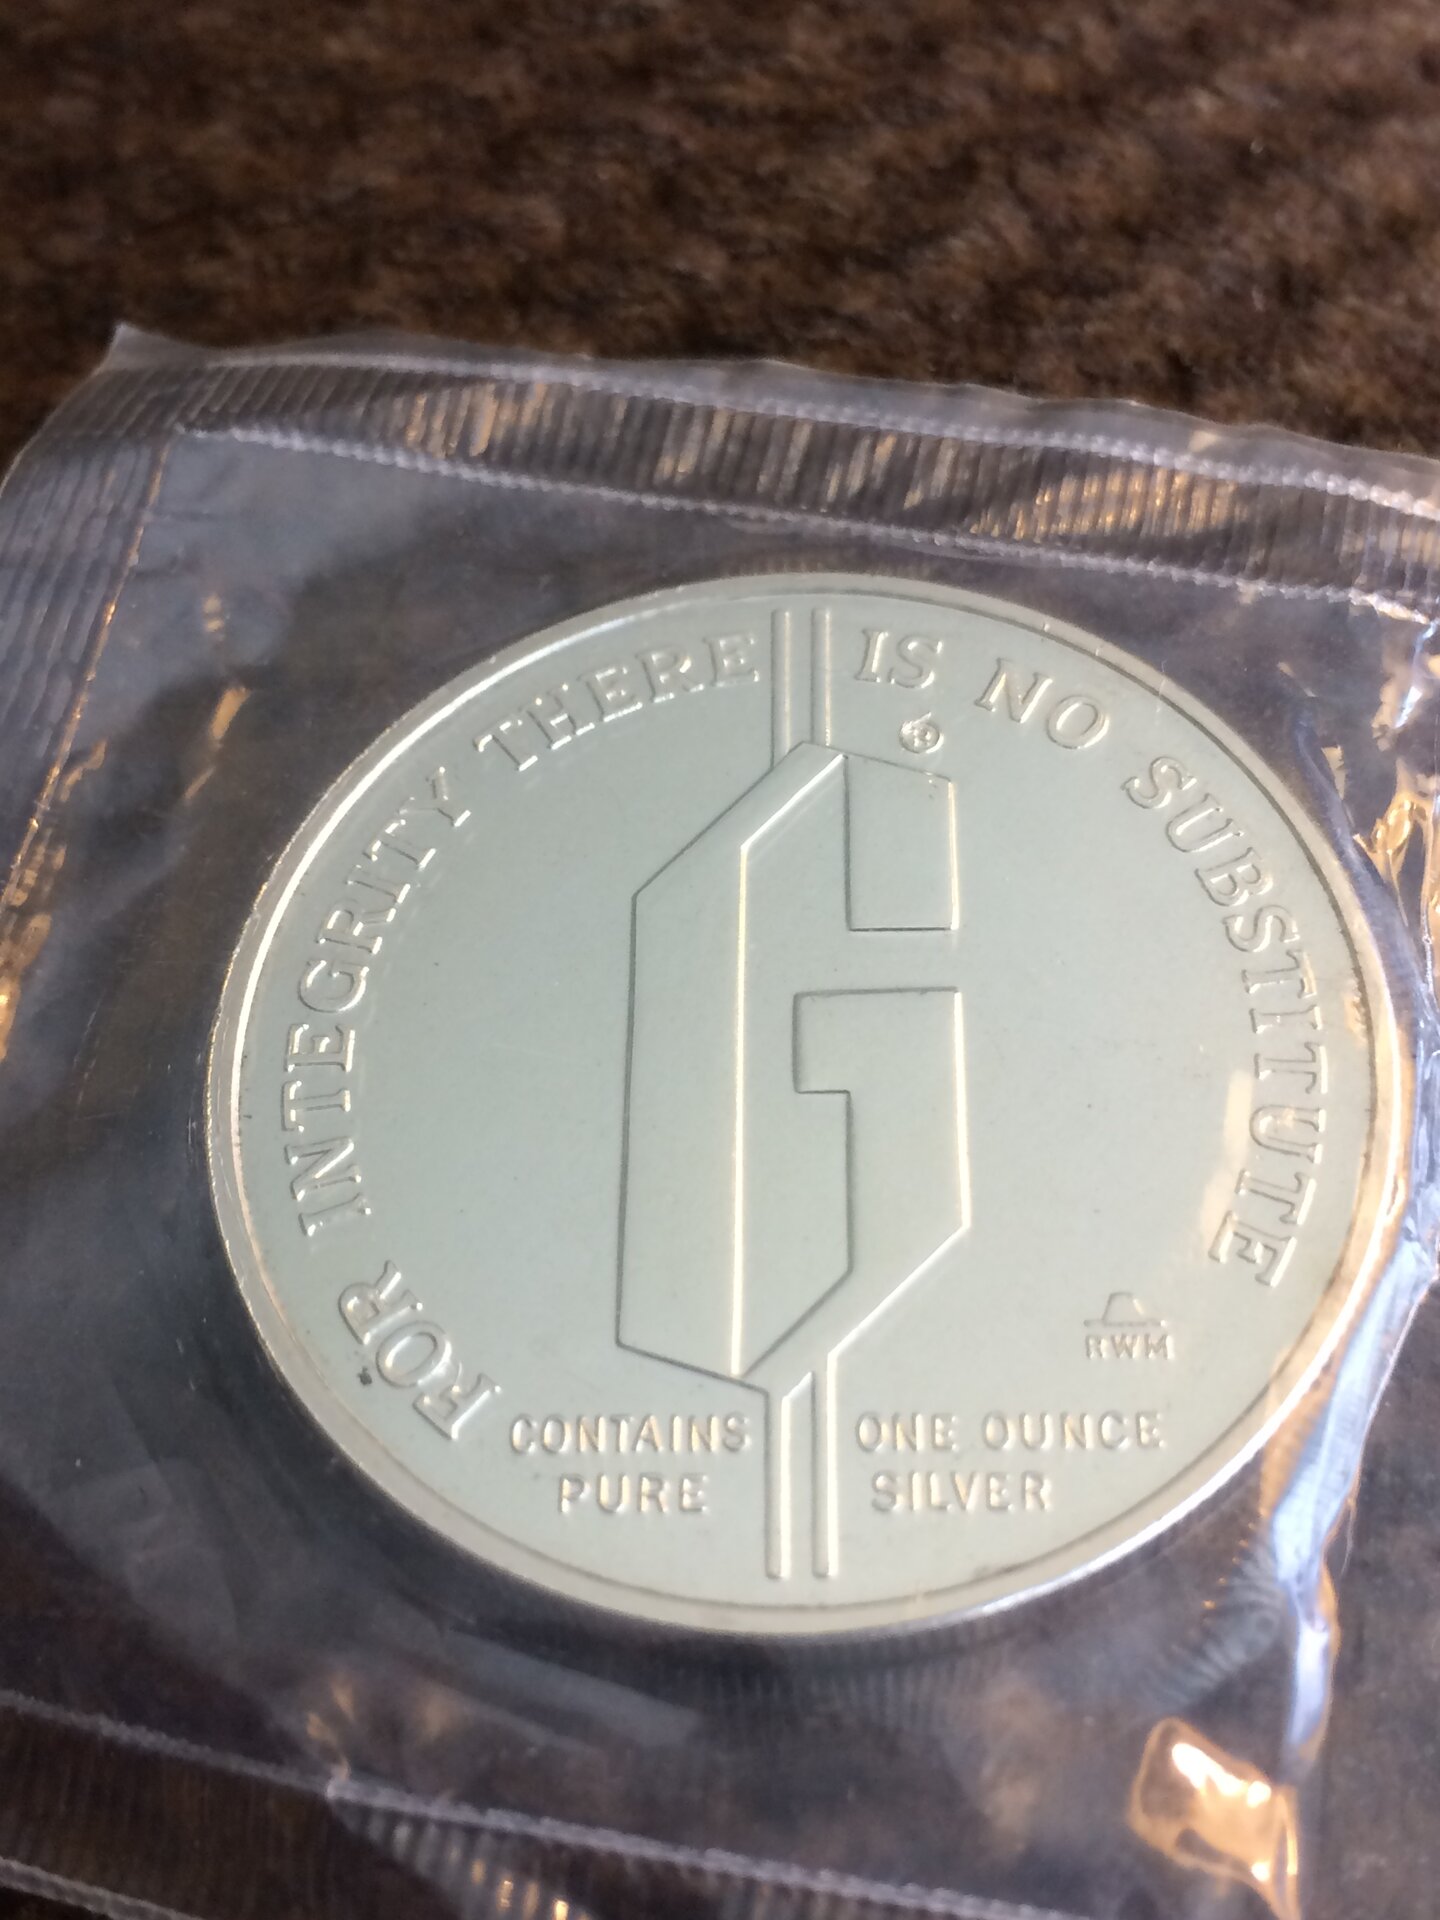 FOR INTEGRITY THERE IS NO SUBSTITUTE
G
RWM
CONTAINS ONE OUNCE
PURE SILVER